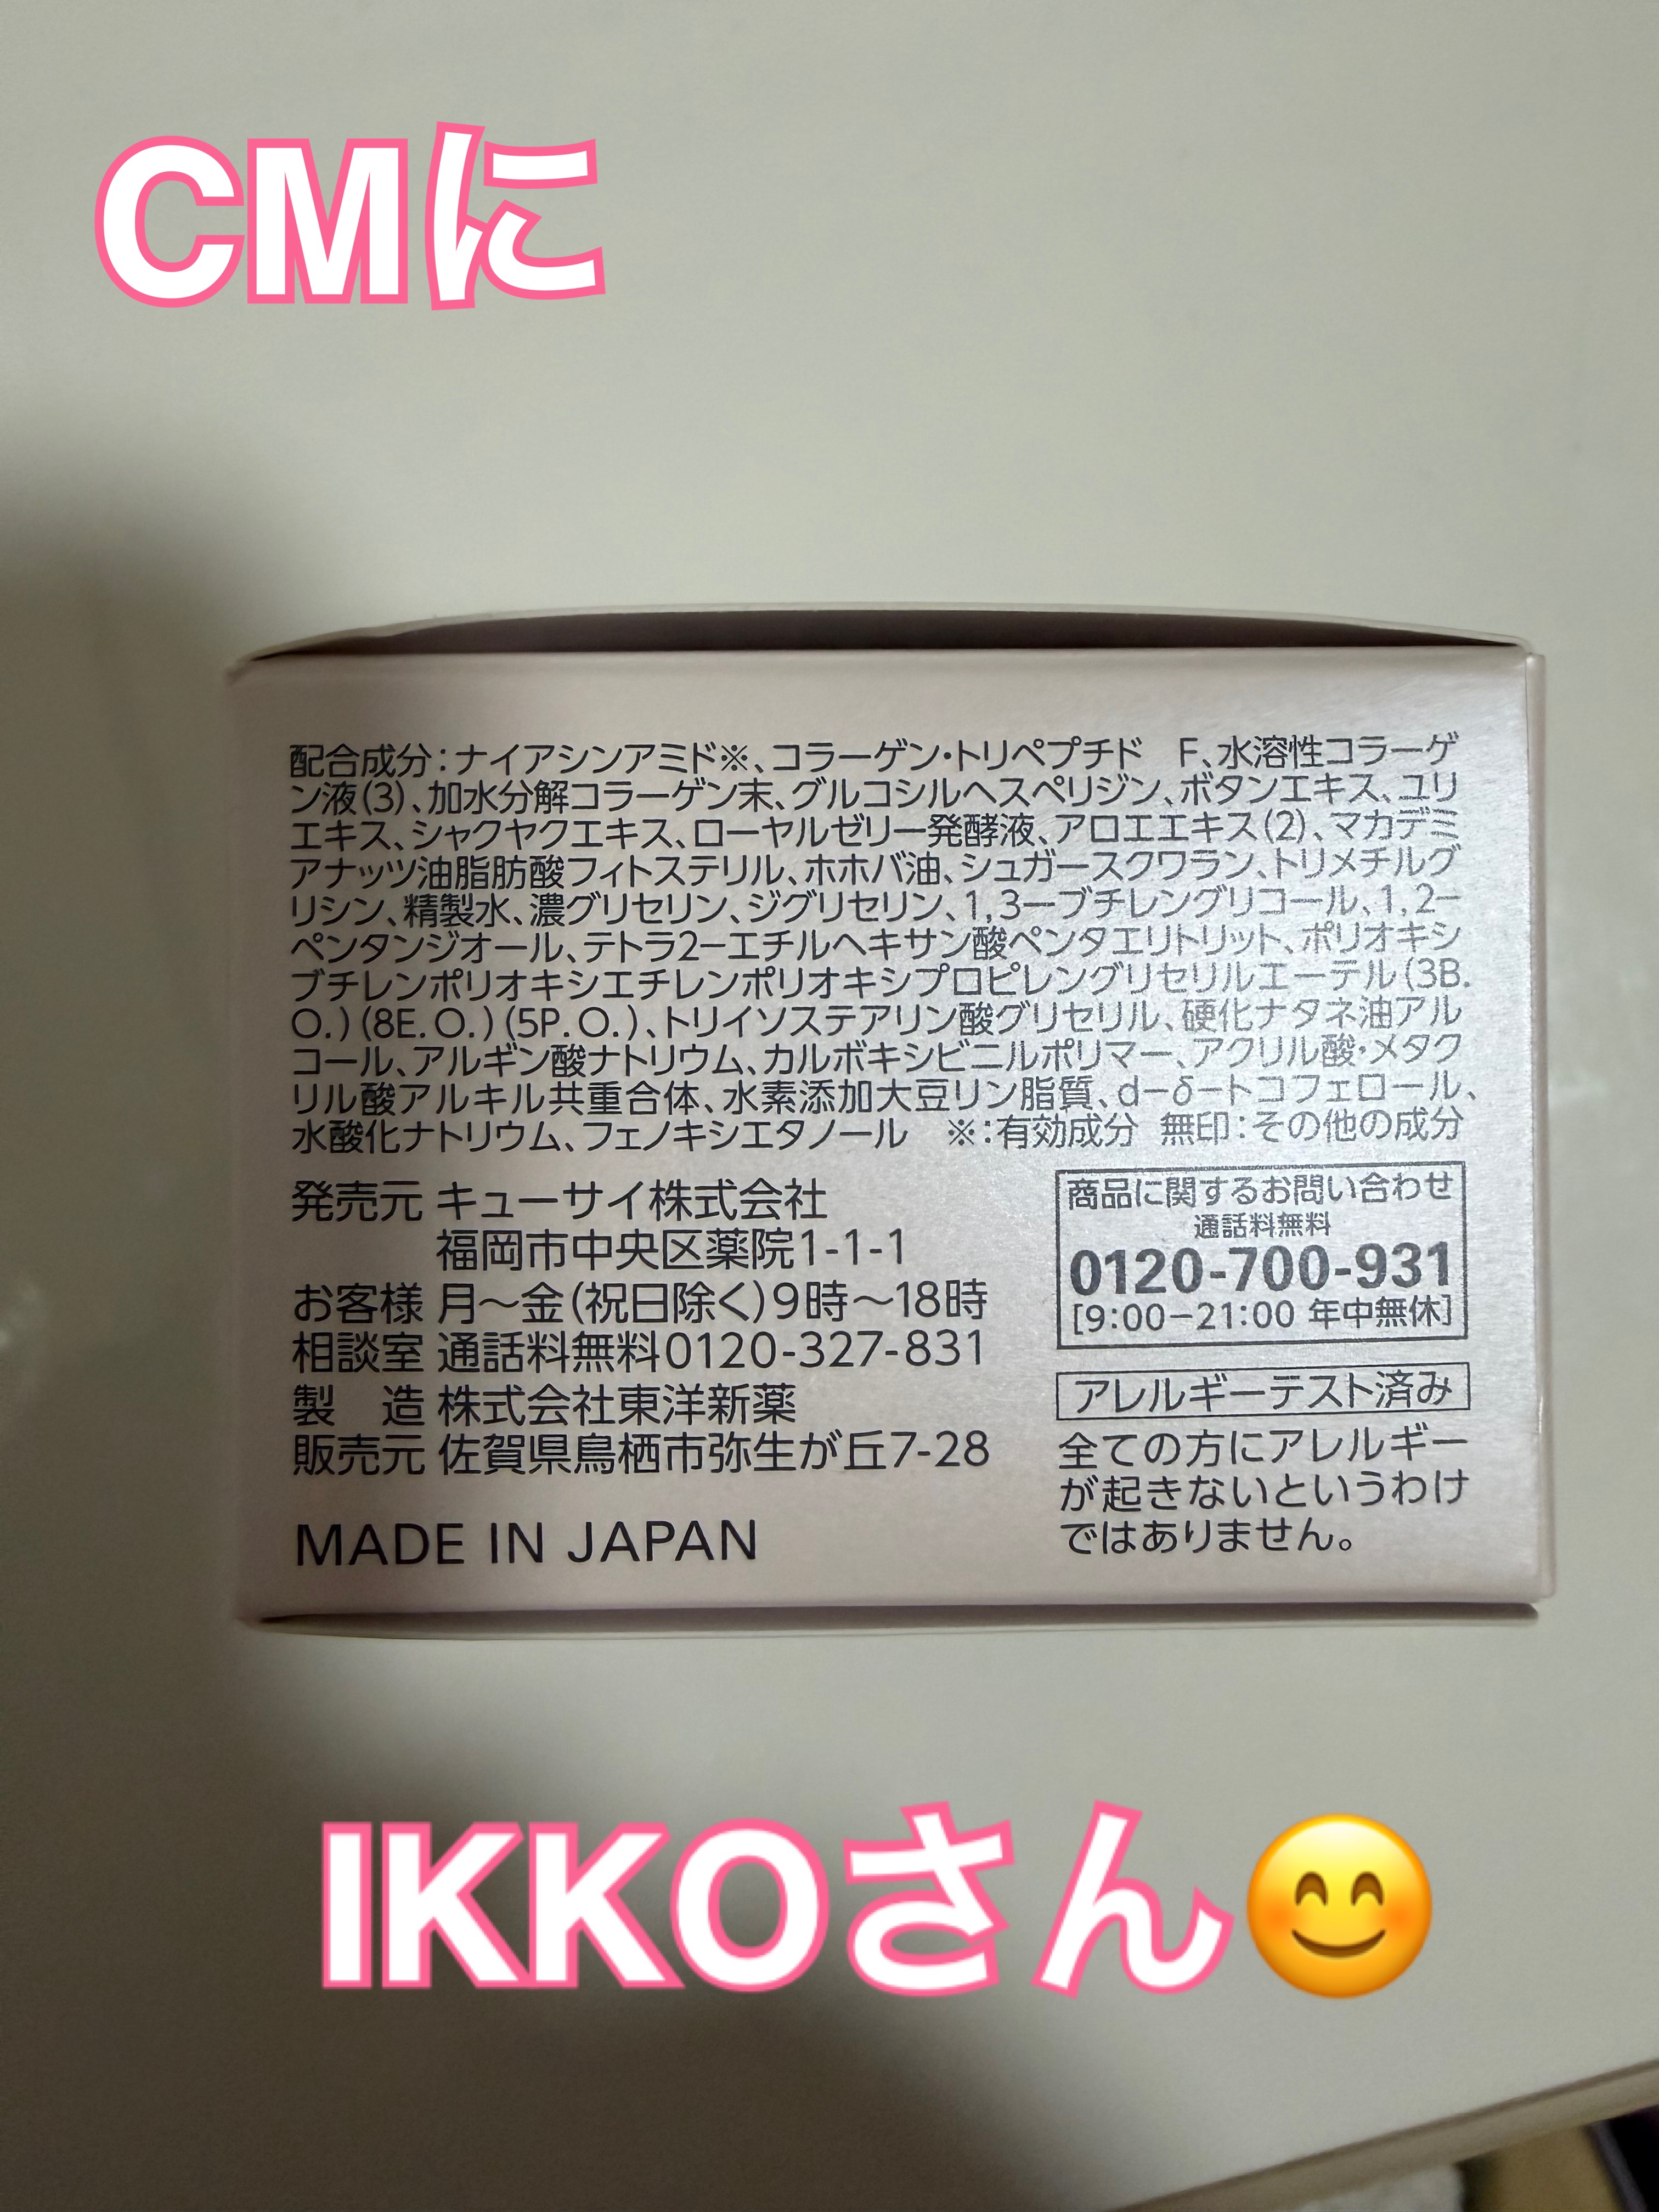 CMに
配合成分：ナイアシンアミド※、コラーゲン・トリペプチド　F、水溶性コラーゲ
ン液(3)、加水分解コラーゲン末、グルコシルヘスペリジン、ボタンエキス、ユリ
エキス、シャクヤクエキス、ローヤルゼリー発酵液、アロエエキス(2)、マカデミ
アナッツ油脂肪酸フィトステリル、ホホバ油、シュガースクワラン、トリメチルグ
リシン、精製水、濃グリセリン、ジグリセリン、1,3－ブチレングリコール、1,2－
ペンタンジオール、テトラ2－エチルヘキサン酸ペンタエリトリット、ポリオキシ
ブチレンポリオキシエチレンポリオキシプロピレングリセリルエーテル(3B.
O.)(8E.O.)(5P.O.)、トリイソステアリン酸グリセリル、硬化ナタネ油アル
コール、アルギン酸ナトリウム、カルボキシビニルポリマー、アクリル酸・メタク
リル酸アルキル共重合体、水素添加大豆リン脂質、d－δ－トコフェロール、
水酸化ナトリウム、フェノキシエタノール　※：有効成分 無印：その他の成分
発売元 キューサイ株式会社
福岡市中央区薬院1-1-1
お客様 月～金(祝日除く)9時～18時
相談室 通話料無料0120-327-831
製　造 株式会社東洋新薬
販売元 佐賀県鳥栖市弥生が丘7-28
MADE IN JAPAN
商品に関するお問い合わせ
通話料無料
0120-700-931
[9:00－21:00 年中無休]
アレルギーテスト済み
全ての方にアレルギー
が起きないというわけ
ではありません。
IKKOさん😊